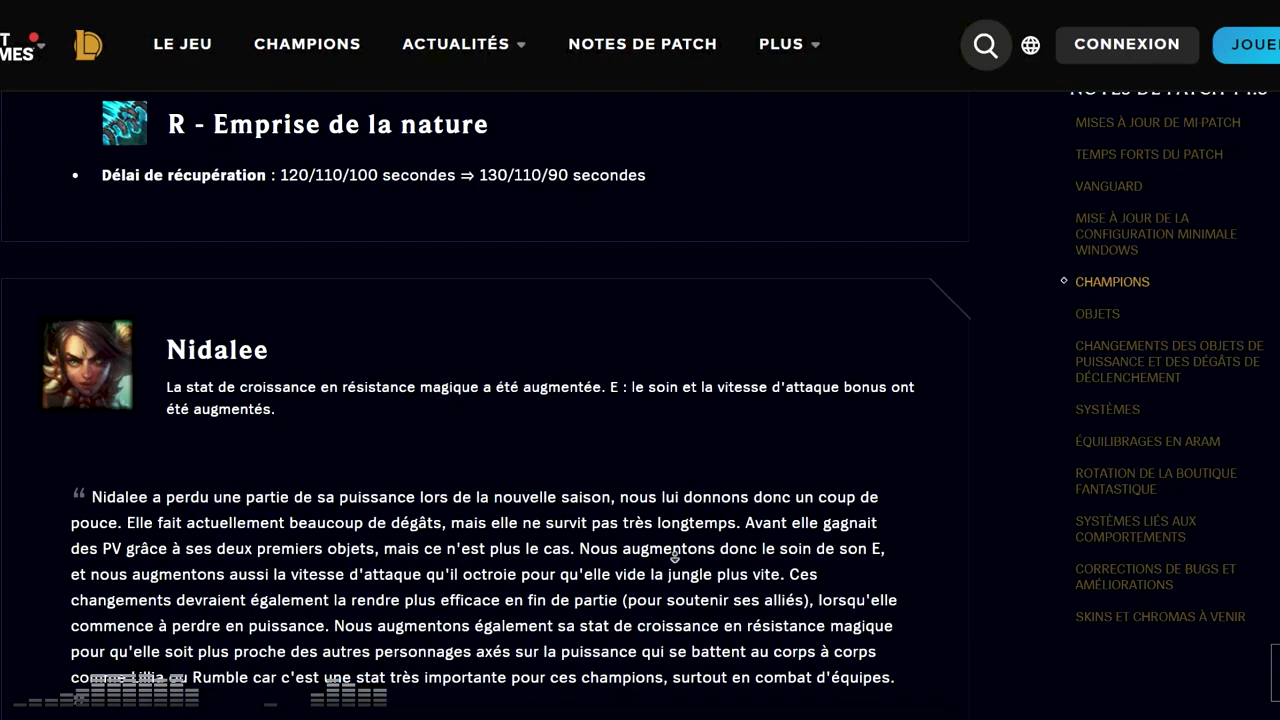 T
MES
LE JEU
CHAMPIONS
ACTUALITÉS
NOTES DE PATCH
PLUS
CONNEXION
JOUE
R - Emprise de la nature
• Délai de récupération : 120/110/100 secondes ⇒ 130/110/90 secondes
Nidalee
La stat de croissance en résistance magique a été augmentée. E : le soin et la vitesse d'attaque bonus ont
été augmentés.
“ Nidalee a perdu une partie de sa puissance lors de la nouvelle saison, nous lui donnons donc un coup de
pouce. Elle fait actuellement beaucoup de dégâts, mais elle ne survit pas très longtemps. Avant elle gagnait
des PV grâce à ses deux premiers objets, mais ce n'est plus le cas. Nous augmentons donc le soin de son E,
et nous augmentons aussi la vitesse d'attaque qu'il octroie pour qu'elle vide la jungle plus vite. Ces
changements devraient également la rendre plus efficace en fin de partie (pour soutenir ses alliés), lorsqu'elle
commence à perdre en puissance. Nous augmentons également sa stat de croissance en résistance magique
pour qu'elle soit plus proche des autres personnages axés sur la puissance qui se battent au corps à corps
comme Lillia ou Rumble car c'est une stat très importante pour ces champions, surtout en combat d'équipes.
NOTES DE PATCH
MISES À JOUR DE MI-PATCH
TEMPS FORTS DU PATCH
VANGUARD
MISE À JOUR DE LA
CONFIGURATION MINIMALE
WINDOWS
CHAMPIONS
OBJETS
CHANGEMENTS DES OBJETS DE
PUISSANCE ET DES DÉGÂTS DE
DÉCLENCHEMENT
SYSTÈMES
ÉQUILIBRAGES EN ARAM
ROTATION DE LA BOUTIQUE
FANTASTIQUE
SYSTÈMES LIÉS AUX
COMPORTEMENTS
CORRECTIONS DE BUGS ET
AMÉLIORATIONS
SKINS ET CHROMAS À VENIR